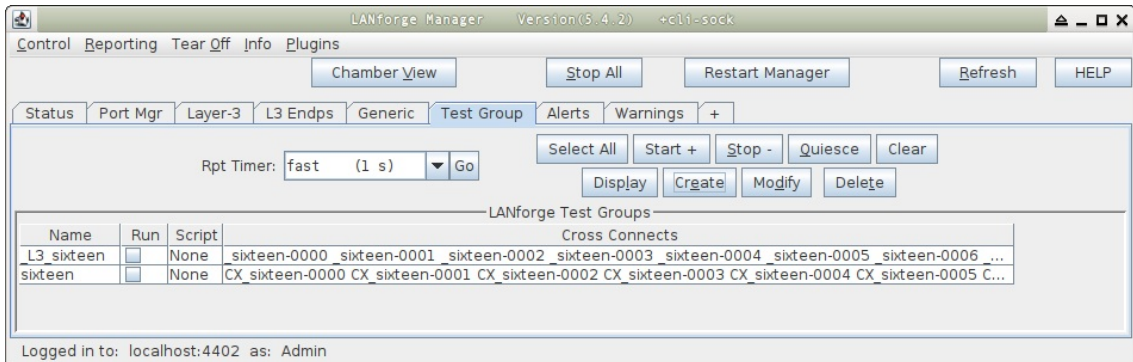 LANforge Manager Version(5.4.2) +cli-sock
Control Reporting Tear Off Info Plugins
Chamber View Stop All Restart Manager Refresh HELP
Status Port Mgr Layer-3 L3 Endps Generic Test Group Alerts Warnings +
Rpt Timer: fast (1 s) Go Select All Start + Stop - Quiesce Clear
Display Create Modify Delete
LANforge Test Groups
Name Run Script Cross Connects
_L3_sixteen None _sixteen-0000 _sixteen-0001 _sixteen-0002 _sixteen-0003 _sixteen-0004 _sixteen-0005 _sixteen-0006 _...
sixteen None CX_sixteen-0000 CX_sixteen-0001 CX_sixteen-0002 CX_sixteen-0003 CX_sixteen-0004 CX_sixteen-0005 C...
Logged in to: localhost:4402 as: Admin